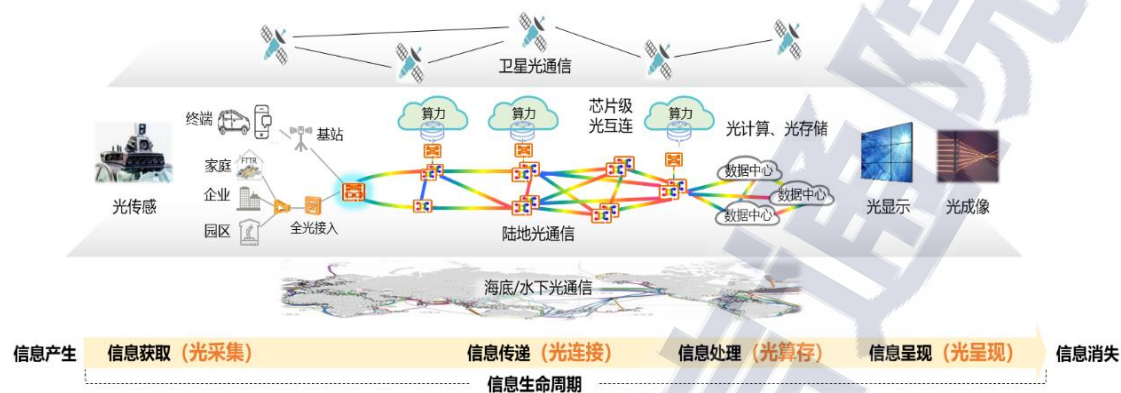 卫星光通信
终端
基站
算力
算力
芯片级
光互连
算力
光计算、光存储
家庭
FTTR
企业
园区
全光接入
光传感
陆地光通信
数据中心
数据中心
数据中心
光显示
光成像
海底/水下光通信
信息产生
信息获取（光采集）
信息传递（光连接）
信息处理（光算存）
信息呈现（光呈现）
信息消失
信息生命周期